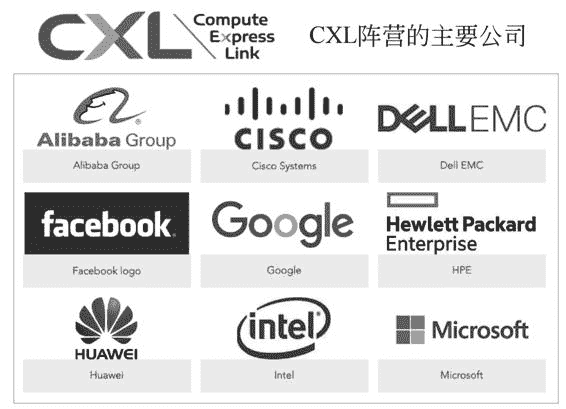 CXL
Compute
Express
Link
CXL阵营的主要公司
Alibaba Group
CISCO
DELLEMC
Alibaba Group
Cisco Systems
Dell EMC
facebook
Google
Hewlett Packard
Enterprise
Facebook logo
Google
HPE
HUAWEI
intel
Microsoft
Huawei
Intel
Microsoft